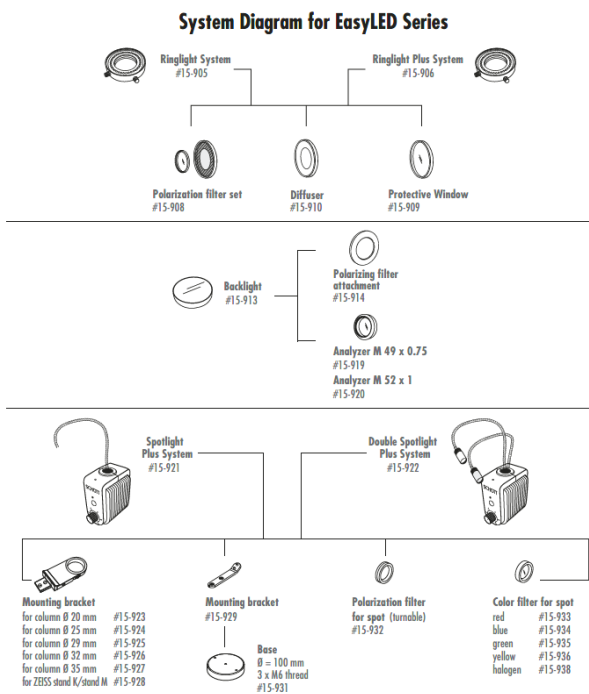 System Diagram for EasyLED Series
Ringlight System
#15-905
Ringlight Plus System
#15-906
Polarization filter set
#15-908
Diffuser
#15-910
Protective Window
#15-909
Backlight
#15-913
Polarizing filter
attachment
#15-914
Analyzer M 49 x 0.75
#15-919
Analyzer M 52 x 1
#15-920
Spotlight
Plus System
#15-921
Double Spotlight
Plus System
#15-922
SCHOTT
SCHOTT
Mounting bracket
for column Ø 20 mm #15-923
for column Ø 25 mm #15-924
for column Ø 29 mm #15-925
for column Ø 32 mm #15-926
for column Ø 35 mm #15-927
for ZEISS stand K/stand M #15-928
Mounting bracket
#15-929
Base
Ø = 100 mm
3 x M6 thread
#15-931
Polarization filter
for spot (turnable)
#15-932
Color filter for spot
red #15-933
blue #15-934
green #15-935
yellow #15-936
halogen #15-938